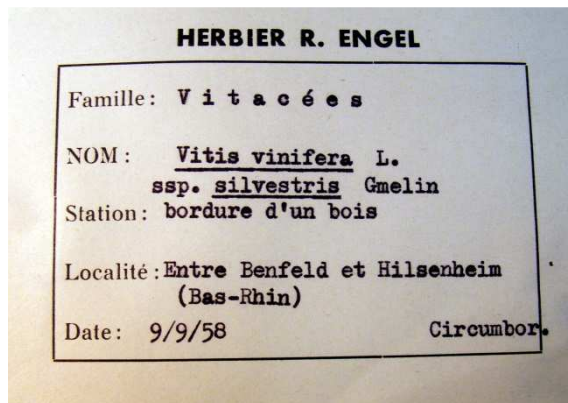 HERBIER R. ENGEL
Famille : Vitacées
NOM : Vitis vinifera L.
ssp. silvestris Gmelin
Station : bordure d'un bois
Localité : Entre Benfeld et Hilsenheim
(Bas-Rhin)
Date : 9/9/58 Circumbor.